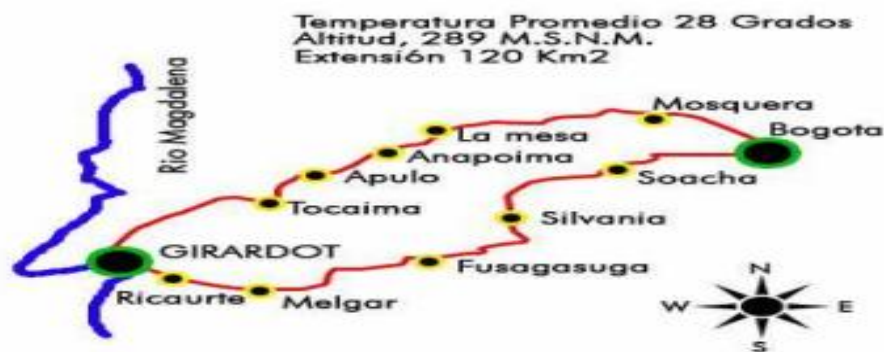 Temperatura Promedio 28 Grados
Altitud, 289 M.S.N.M.
Extensión 120 Km2
Río Magdalena
Mosquera
Bogota
La mesa
Anapoima
Apulo
Soacha
Tocaima
Silvania
GIRARDOT
Fusagasuga
Ricaurte
Melgar
N
W
E
S